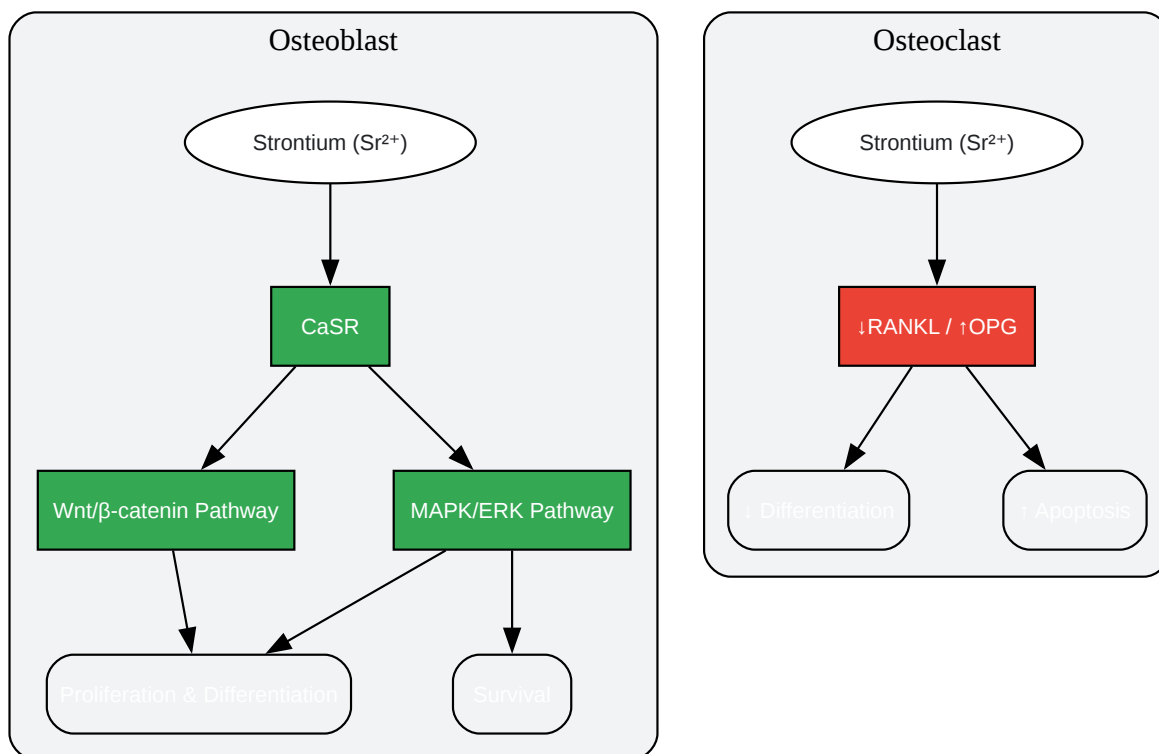 Osteoblast
Strontium (Sr²⁺)
CaSR
Wnt/β-catenin Pathway
MAPK/ERK Pathway
Proliferation & Differentiation
Survival
Osteoclast
Strontium (Sr²⁺)
↓RANKL / ↑OPG
↓ Differentiation
↑ Apoptosis